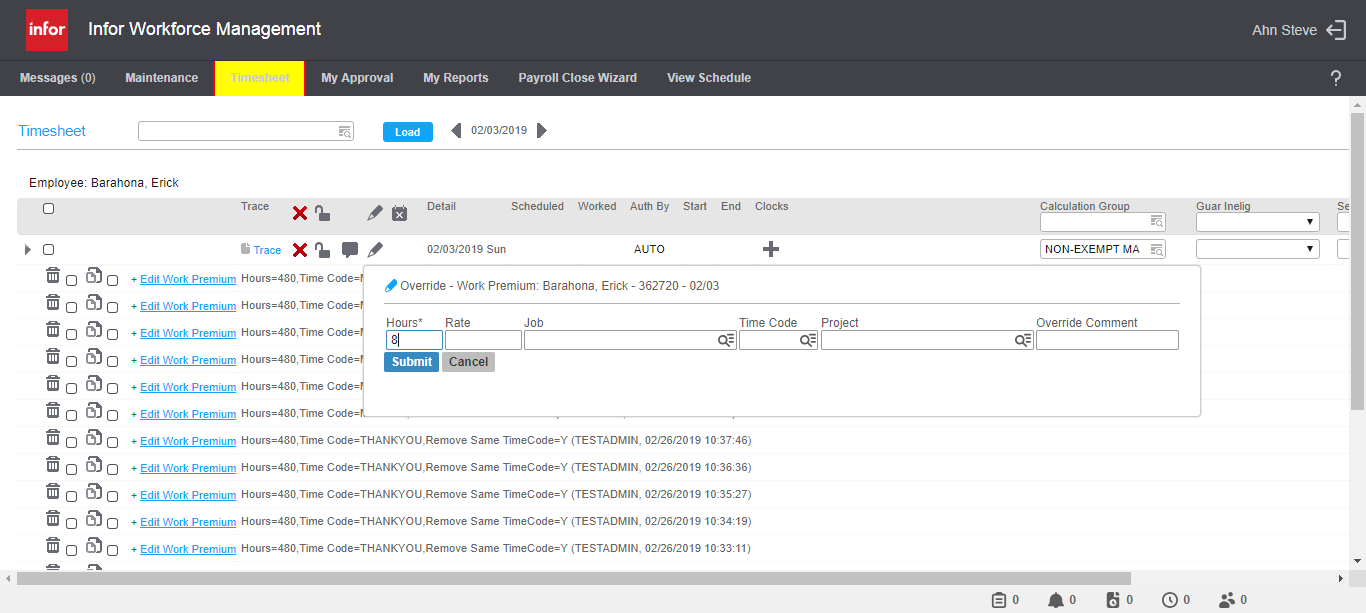 infor Infor Workforce Management Ahn Steve
Messages (0) Maintenance Timesheet My Approval My Reports Payroll Close Wizard View Schedule ?
Timesheet Load 02/03/2019
Employee: Barahona, Erick
Trace Detail Scheduled Worked Auth By Start End Clocks Calculation Group Guar Inelig Se
Trace 02/03/2019 Sun AUTO NON-EXEMPT MA
+ Edit Work Premium Hours=480,Time Code=
Override - Work Premium: Barahona, Erick - 362720 - 02/03
+ Edit Work Premium Hours=480,Time Code=
Hours* Rate Job Time Code Project Override Comment
+ Edit Work Premium Hours=480,Time Code=
8
+ Edit Work Premium Hours=480,Time Code=
Submit Cancel
+ Edit Work Premium Hours=480,Time Code=
+ Edit Work Premium Hours=480,Time Code=
+ Edit Work Premium Hours=480,Time Code=THANKYOU,Remove Same TimeCode=Y (TESTADMIN, 02/26/2019 10:37:46)
+ Edit Work Premium Hours=480,Time Code=THANKYOU,Remove Same TimeCode=Y (TESTADMIN, 02/26/2019 10:36:36)
+ Edit Work Premium Hours=480,Time Code=THANKYOU,Remove Same TimeCode=Y (TESTADMIN, 02/26/2019 10:35:27)
+ Edit Work Premium Hours=480,Time Code=THANKYOU,Remove Same TimeCode=Y (TESTADMIN, 02/26/2019 10:34:19)
+ Edit Work Premium Hours=480,Time Code=THANKYOU,Remove Same TimeCode=Y (TESTADMIN, 02/26/2019 10:33:11)
0 0 0 0 0